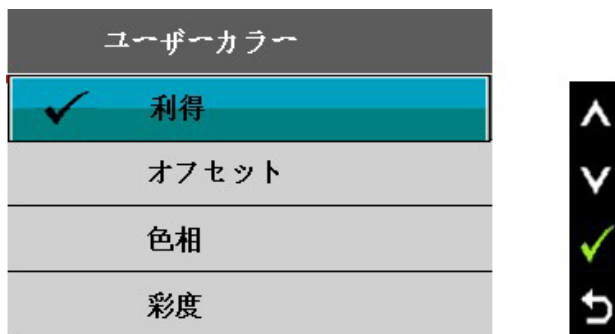 ユーザーカラー
利得
オフセット
色相
彩度